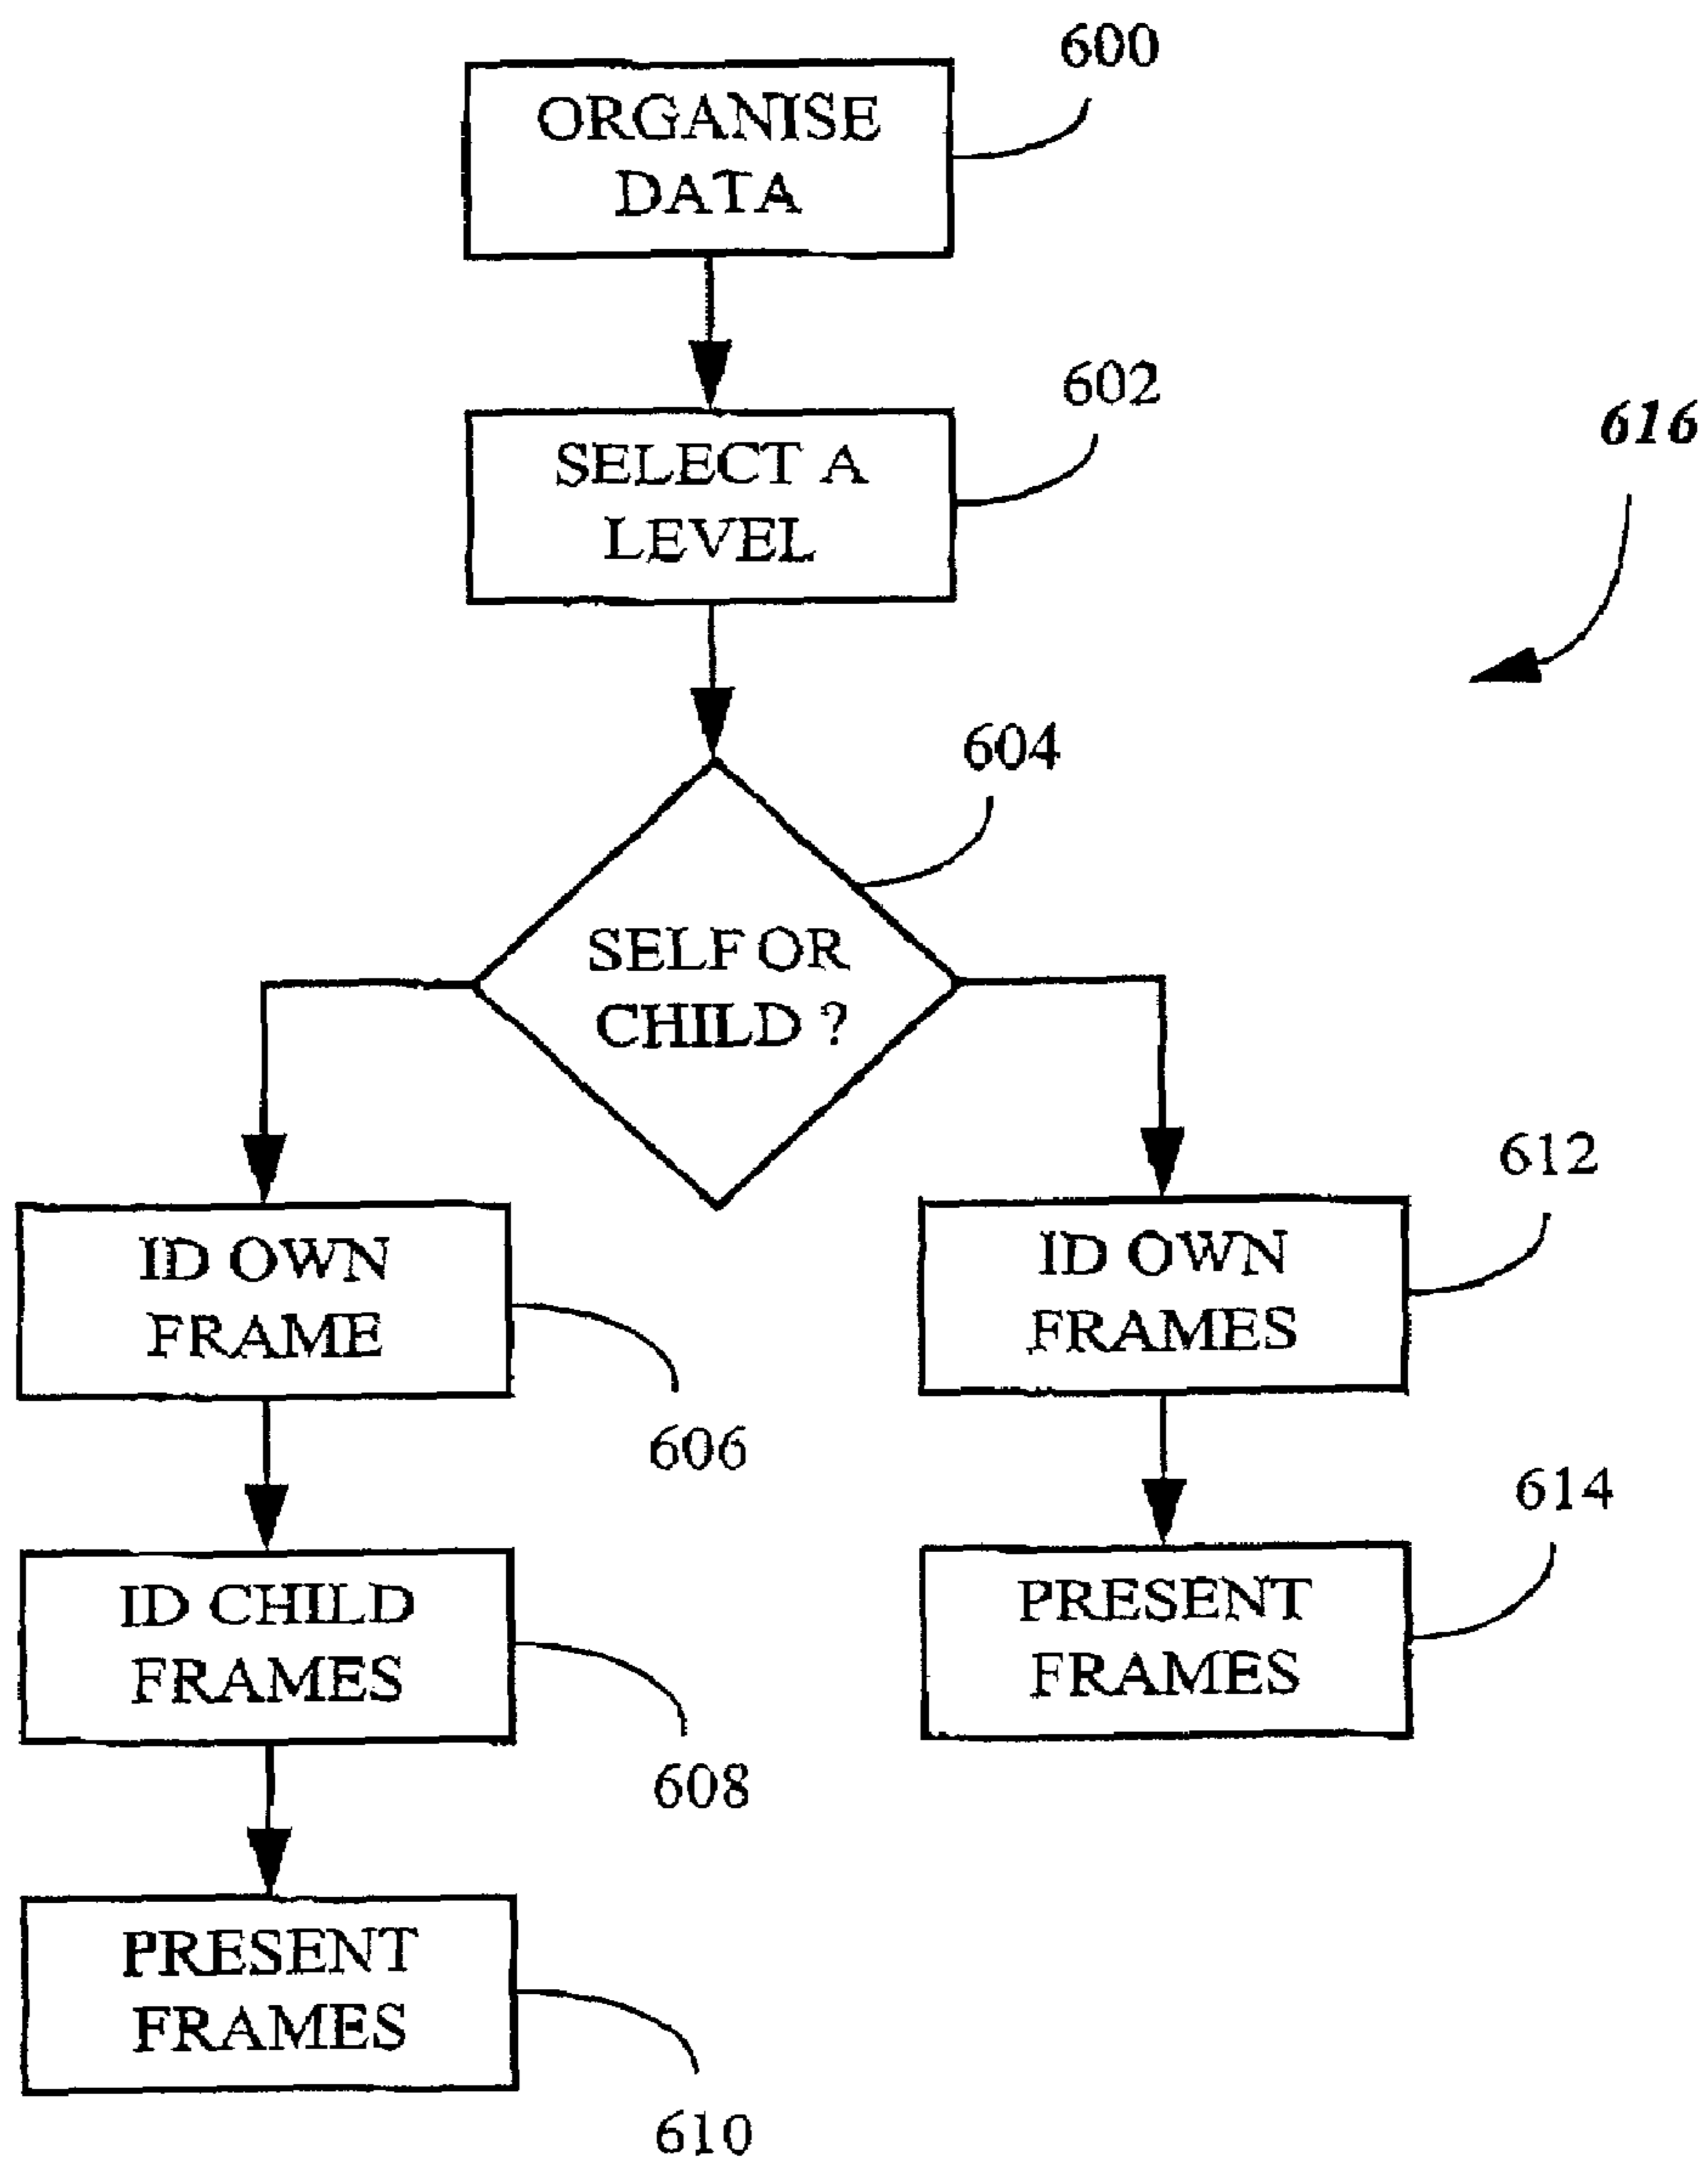 600
ORGANISE
DATA
602
SELECT A
LEVEL
616
604
SELF OR
CHILD ?
612
ID OWN
FRAME
ID OWN
FRAMES
606
614
ID CHILD
FRAMES
PRESENT
FRAMES
608
PRESENT
FRAMES
610